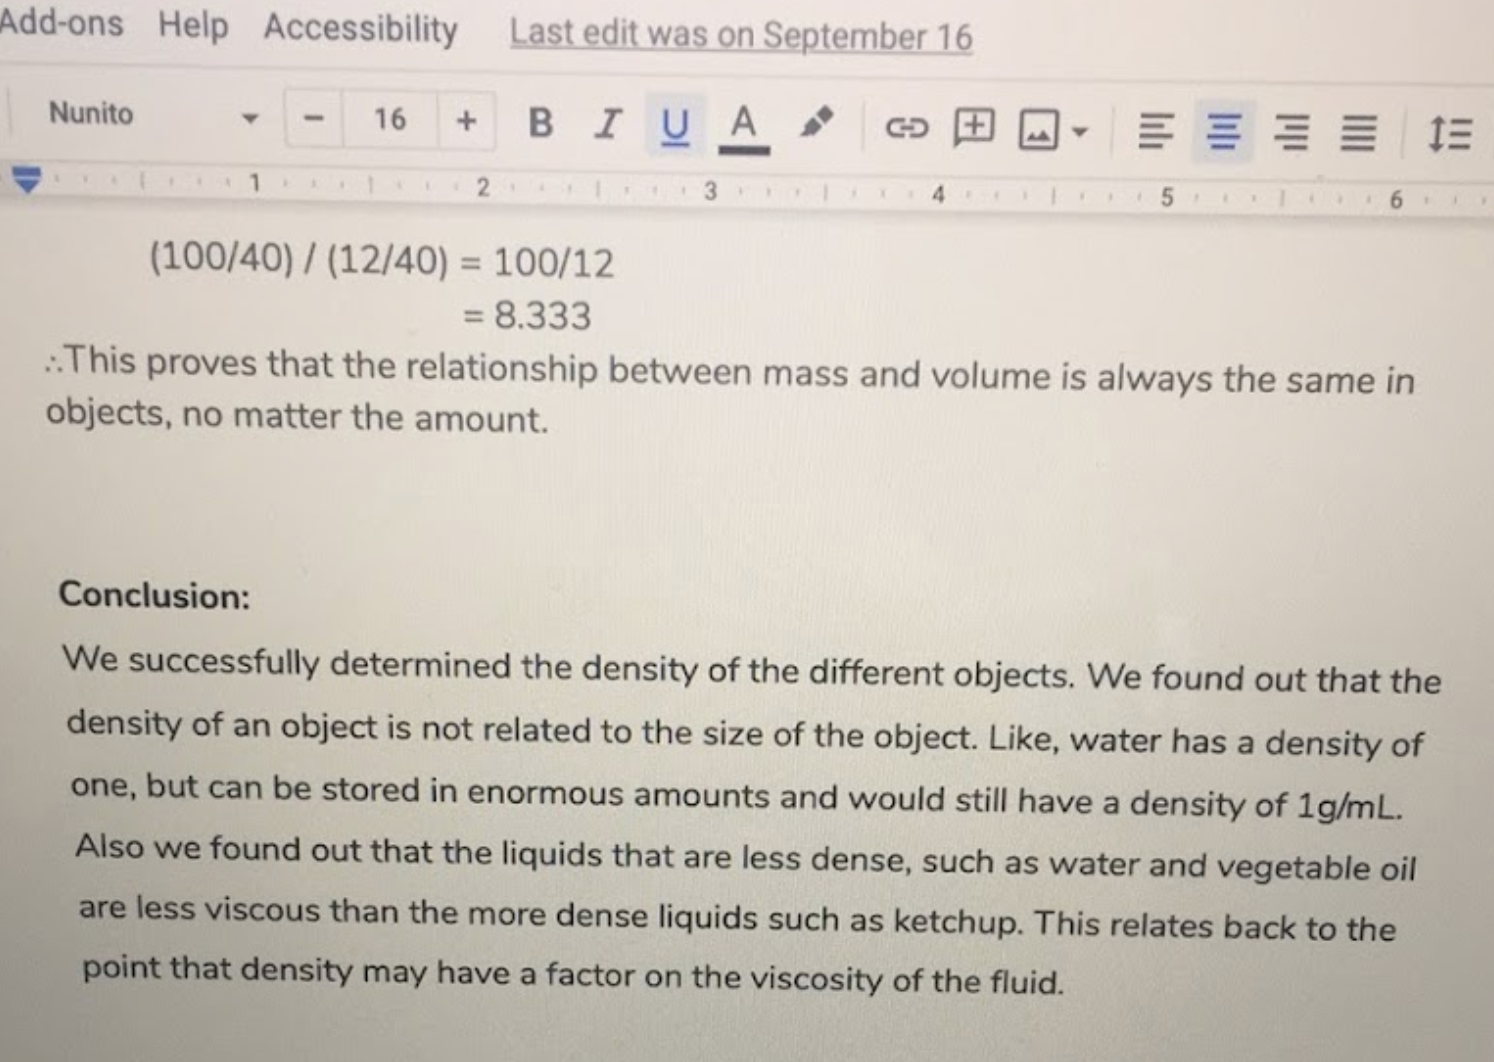 Add-ons Help Accessibility Last edit was on September 16
Nunito − 16 + B I U A
1 2 3 4 5 6
(100/40) / (12/40) = 100/12
= 8.333
∴This proves that the relationship between mass and volume is always the same in
objects, no matter the amount.
Conclusion:
We successfully determined the density of the different objects. We found out that the
density of an object is not related to the size of the object. Like, water has a density of
one, but can be stored in enormous amounts and would still have a density of 1g/mL.
Also we found out that the liquids that are less dense, such as water and vegetable oil
are less viscous than the more dense liquids such as ketchup. This relates back to the
point that density may have a factor on the viscosity of the fluid.